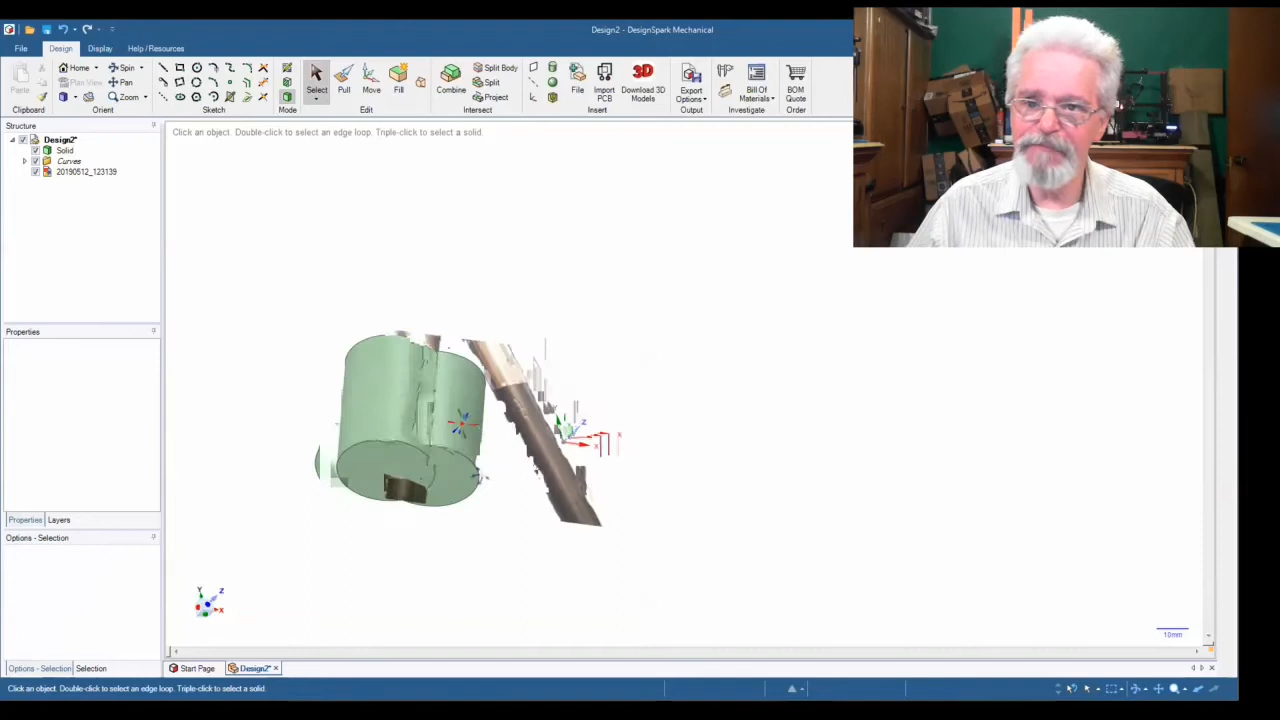 Design2 - DesignSpark Mechanical
File Design Display Help / Resources
Paste
Clipboard
Home Spin
Plan View Pan
Zoom
Orient
Sketch
Mode
Select Pull Move Fill
Edit
Combine
Split Body
Split
Project
Intersect
File Import PCB Download 3D Models
Insert
Export Options
Output
Bill Of Materials
Investigate
BOM Quote
Order
Structure
Design2*
Solid
Curves
20190512_123139
Click an object. Double-click to select an edge loop. Triple-click to select a solid.
Properties
Properties Layers
Options - Selection
Options - Selection Selection
Z
X
X
Y
Z
X
10mm
Start Page Design2*
Click an object. Double-click to select an edge loop. Triple-click to select a solid.